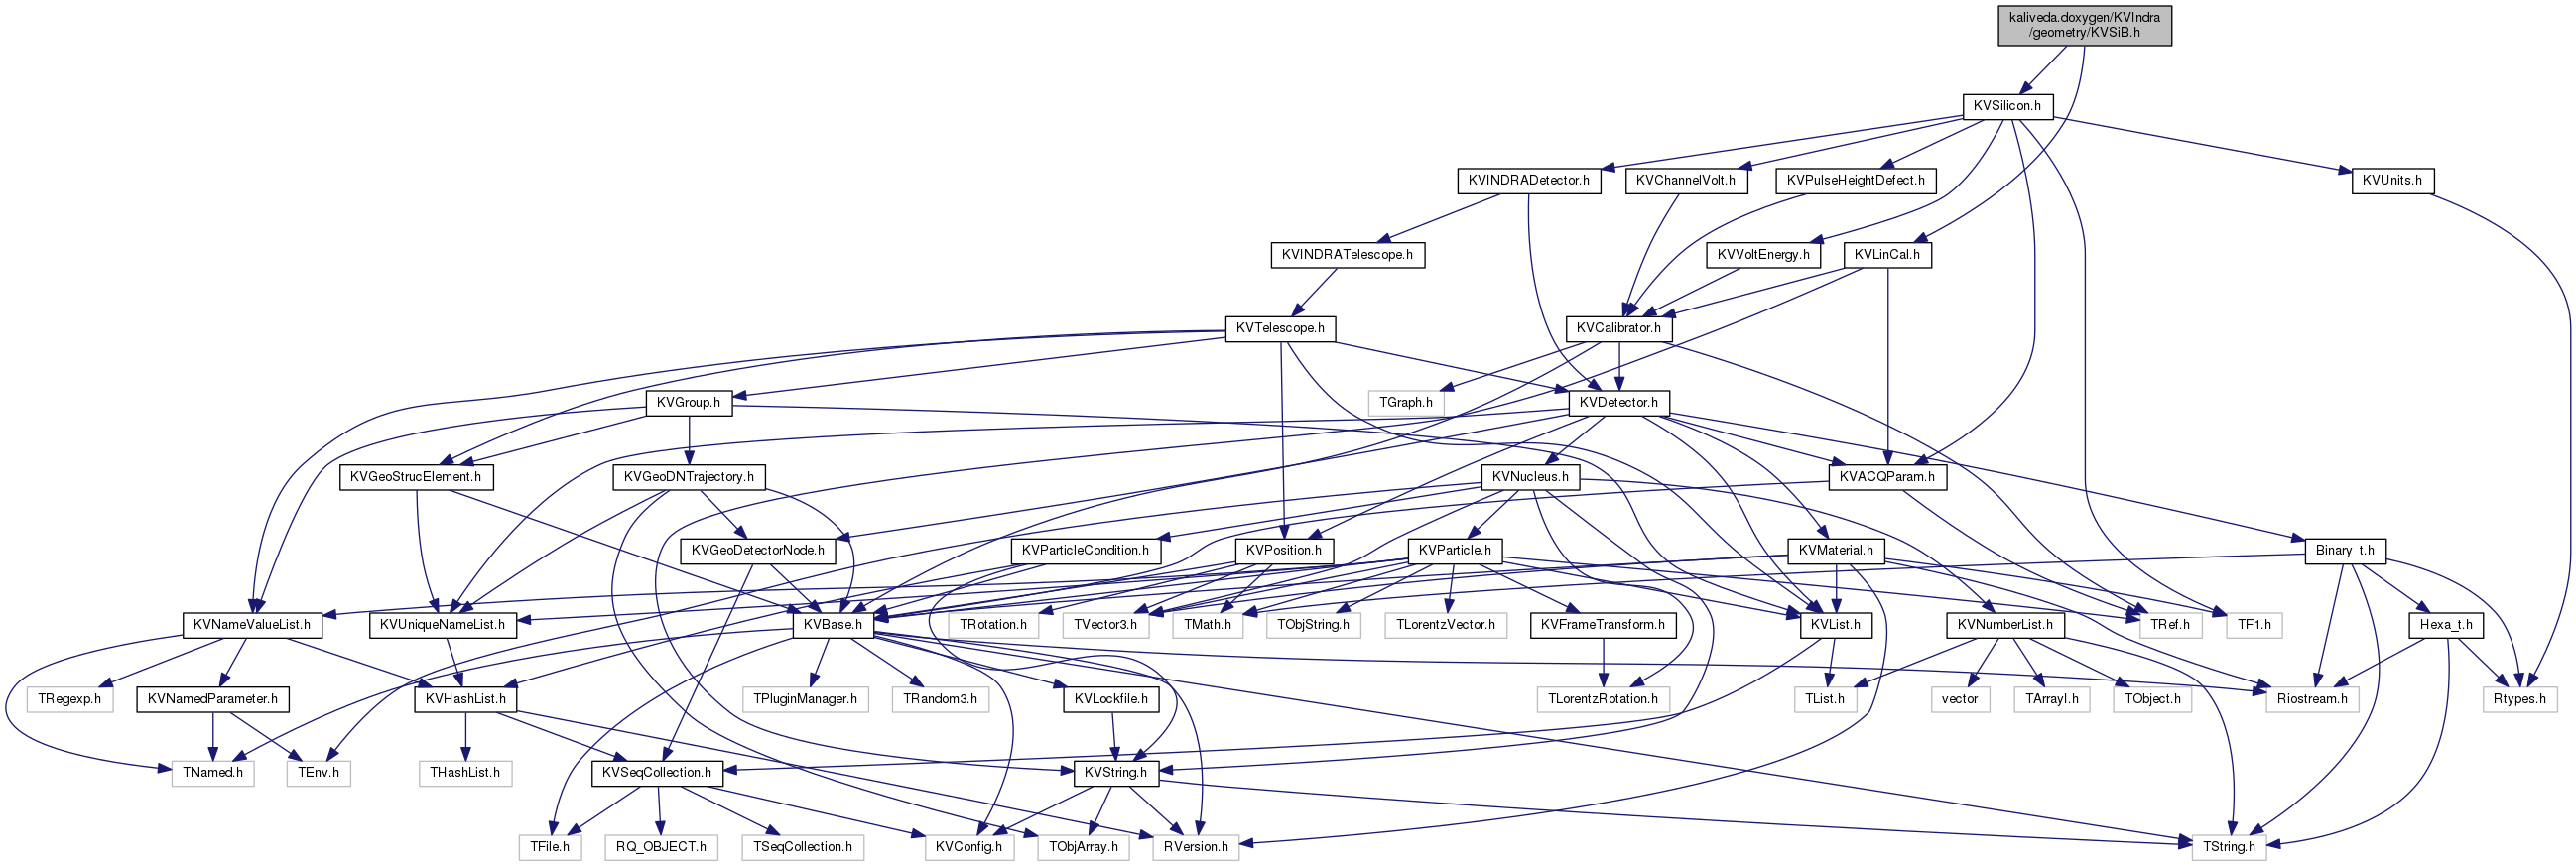 kaliveda.doxygen/KVIndra
/geometry/KVSiB.h
KVSilicon.h
KVINDRADetector.h
KVChannelVolt.h
KVPulseHeightDefect.h
KVUnits.h
KVINDRATelescope.h
KVVoltEnergy.h
KVLinCal.h
KVTelescope.h
KVCalibrator.h
KVGroup.h
TGraph.h
KVDetector.h
KVGeoStrucElement.h
KVGeoDNTrajectory.h
KVNucleus.h
KVACQParam.h
KVGeoDetectorNode.h
KVParticleCondition.h
KVPosition.h
KVParticle.h
KVMaterial.h
Binary_t.h
KVNameValueList.h
KVUniqueNameList.h
KVBase.h
TRotation.h
TVector3.h
TMath.h
TObjString.h
TLorentzVector.h
KVFrameTransform.h
KVList.h
KVNumberList.h
TRef.h
TF1.h
Hexa_t.h
TRegexp.h
KVNamedParameter.h
KVHashList.h
TPluginManager.h
TRandom3.h
KVLockfile.h
TLorentzRotation.h
TList.h
vector
TArrayI.h
TObject.h
Riostream.h
Rtypes.h
TNamed.h
TEnv.h
THashList.h
KVSeqCollection.h
KVString.h
TFile.h
RQ_OBJECT.h
TSeqCollection.h
KVConfig.h
TObjArray.h
RVersion.h
TString.h